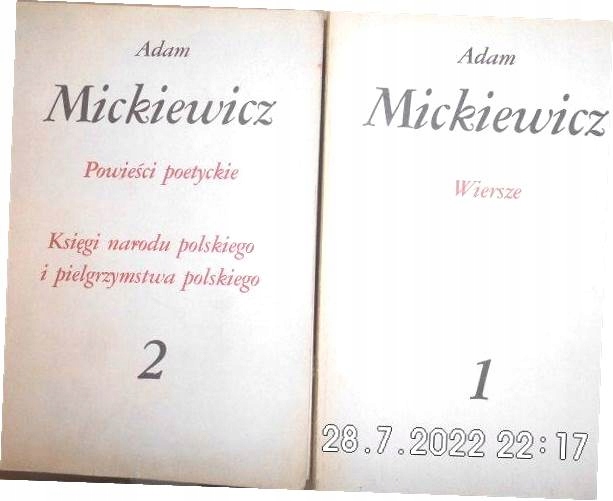 Adam
Mickiewicz
Powieści poetyckie
Księgi narodu polskiego
i pielgrzymstwa polskiego
2
Adam
Mickiewicz
Wiersze
1
28.7.2022 22:17